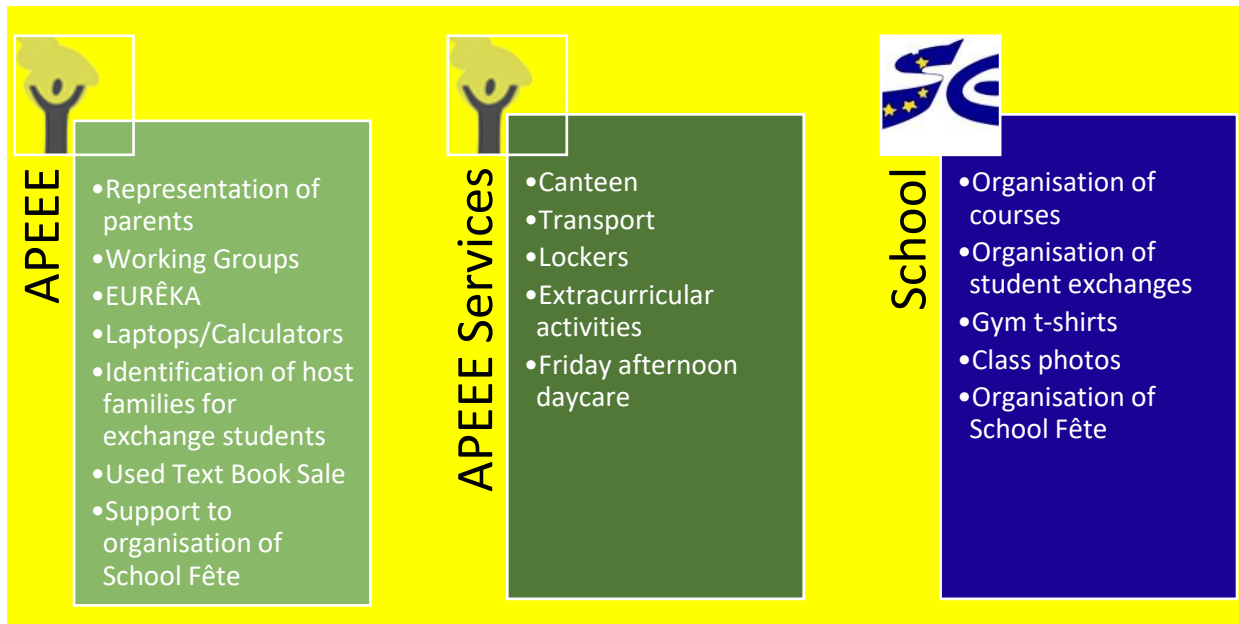 APEEE
•Representation of
parents
•Working Groups
•EURÊKA
•Laptops/Calculators
•Identification of host
families for
exchange students
•Used Text Book Sale
•Support to
organisation of
School Fête
APEEE Services
•Canteen
•Transport
•Lockers
•Extracurricular
activities
•Friday afternoon
daycare
School
•Organisation of
courses
•Organisation of
student exchanges
•Gym t-shirts
•Class photos
•Organisation of
School Fête